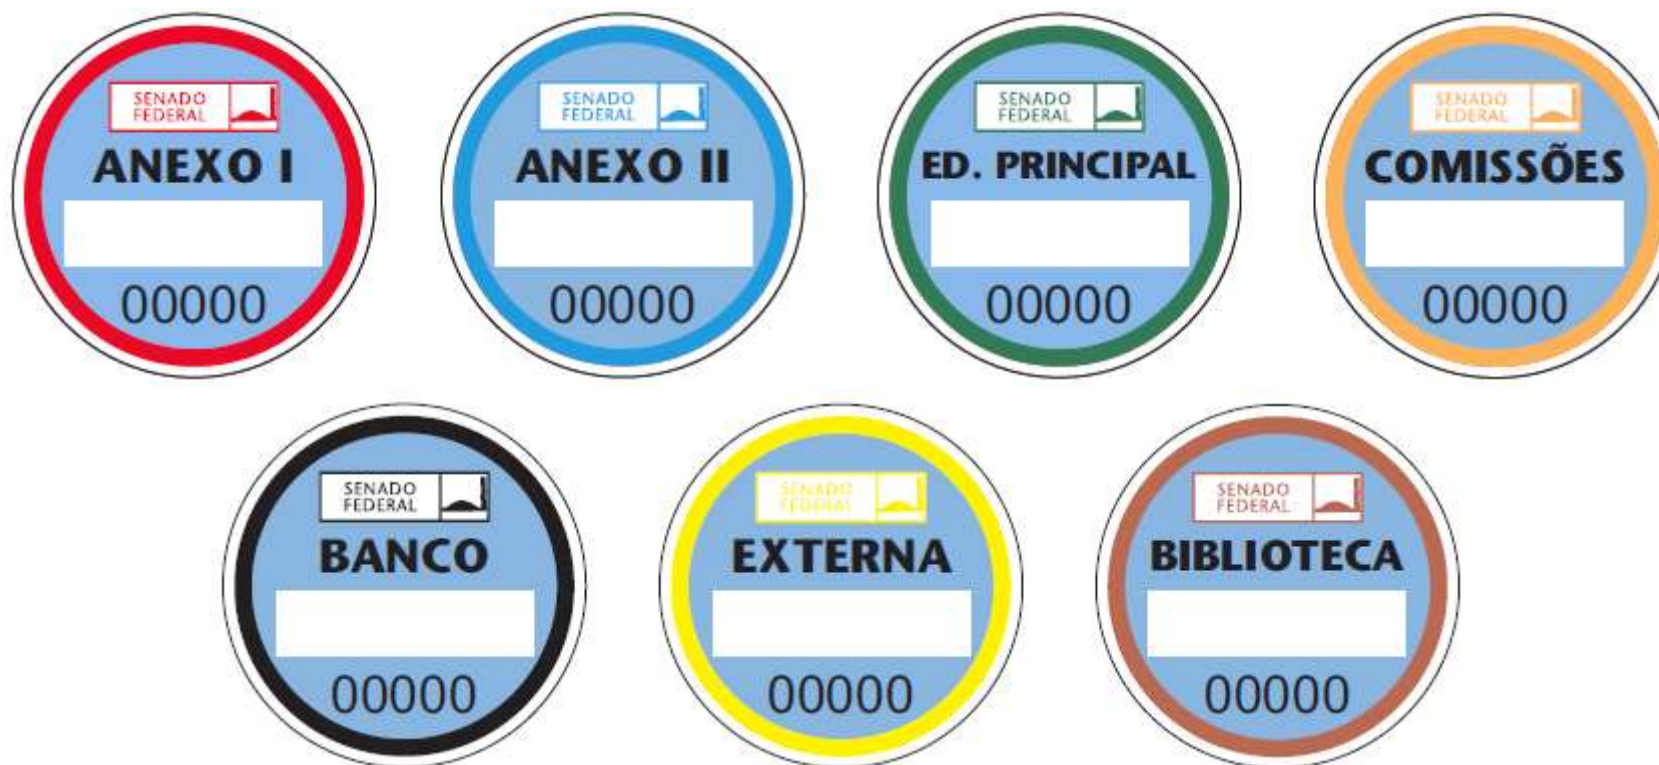 SENADO
FEDERAL
ANEXO I
00000
SENADO
FEDERAL
ANEXO II
00000
SENADO
FEDERAL
ED. PRINCIPAL
00000
SENADO
FEDERAL
COMISSÕES
00000
SENADO
FEDERAL
BANCO
00000
SENADO
FEDERAL
EXTERNA
00000
SENADO
FEDERAL
BIBLIOTECA
00000